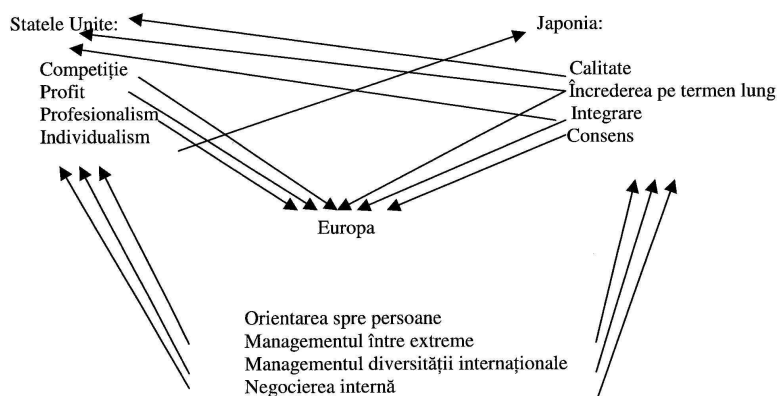 Statele Unite:
Japonia:
Competiție
Profit
Profesionalism
Individualism
Calitate
Încrederea pe termen lung
Integrare
Consens
Europa
Orientarea spre persoane
Managementul între extreme
Managementul diversității internaționale
Negocierea internă